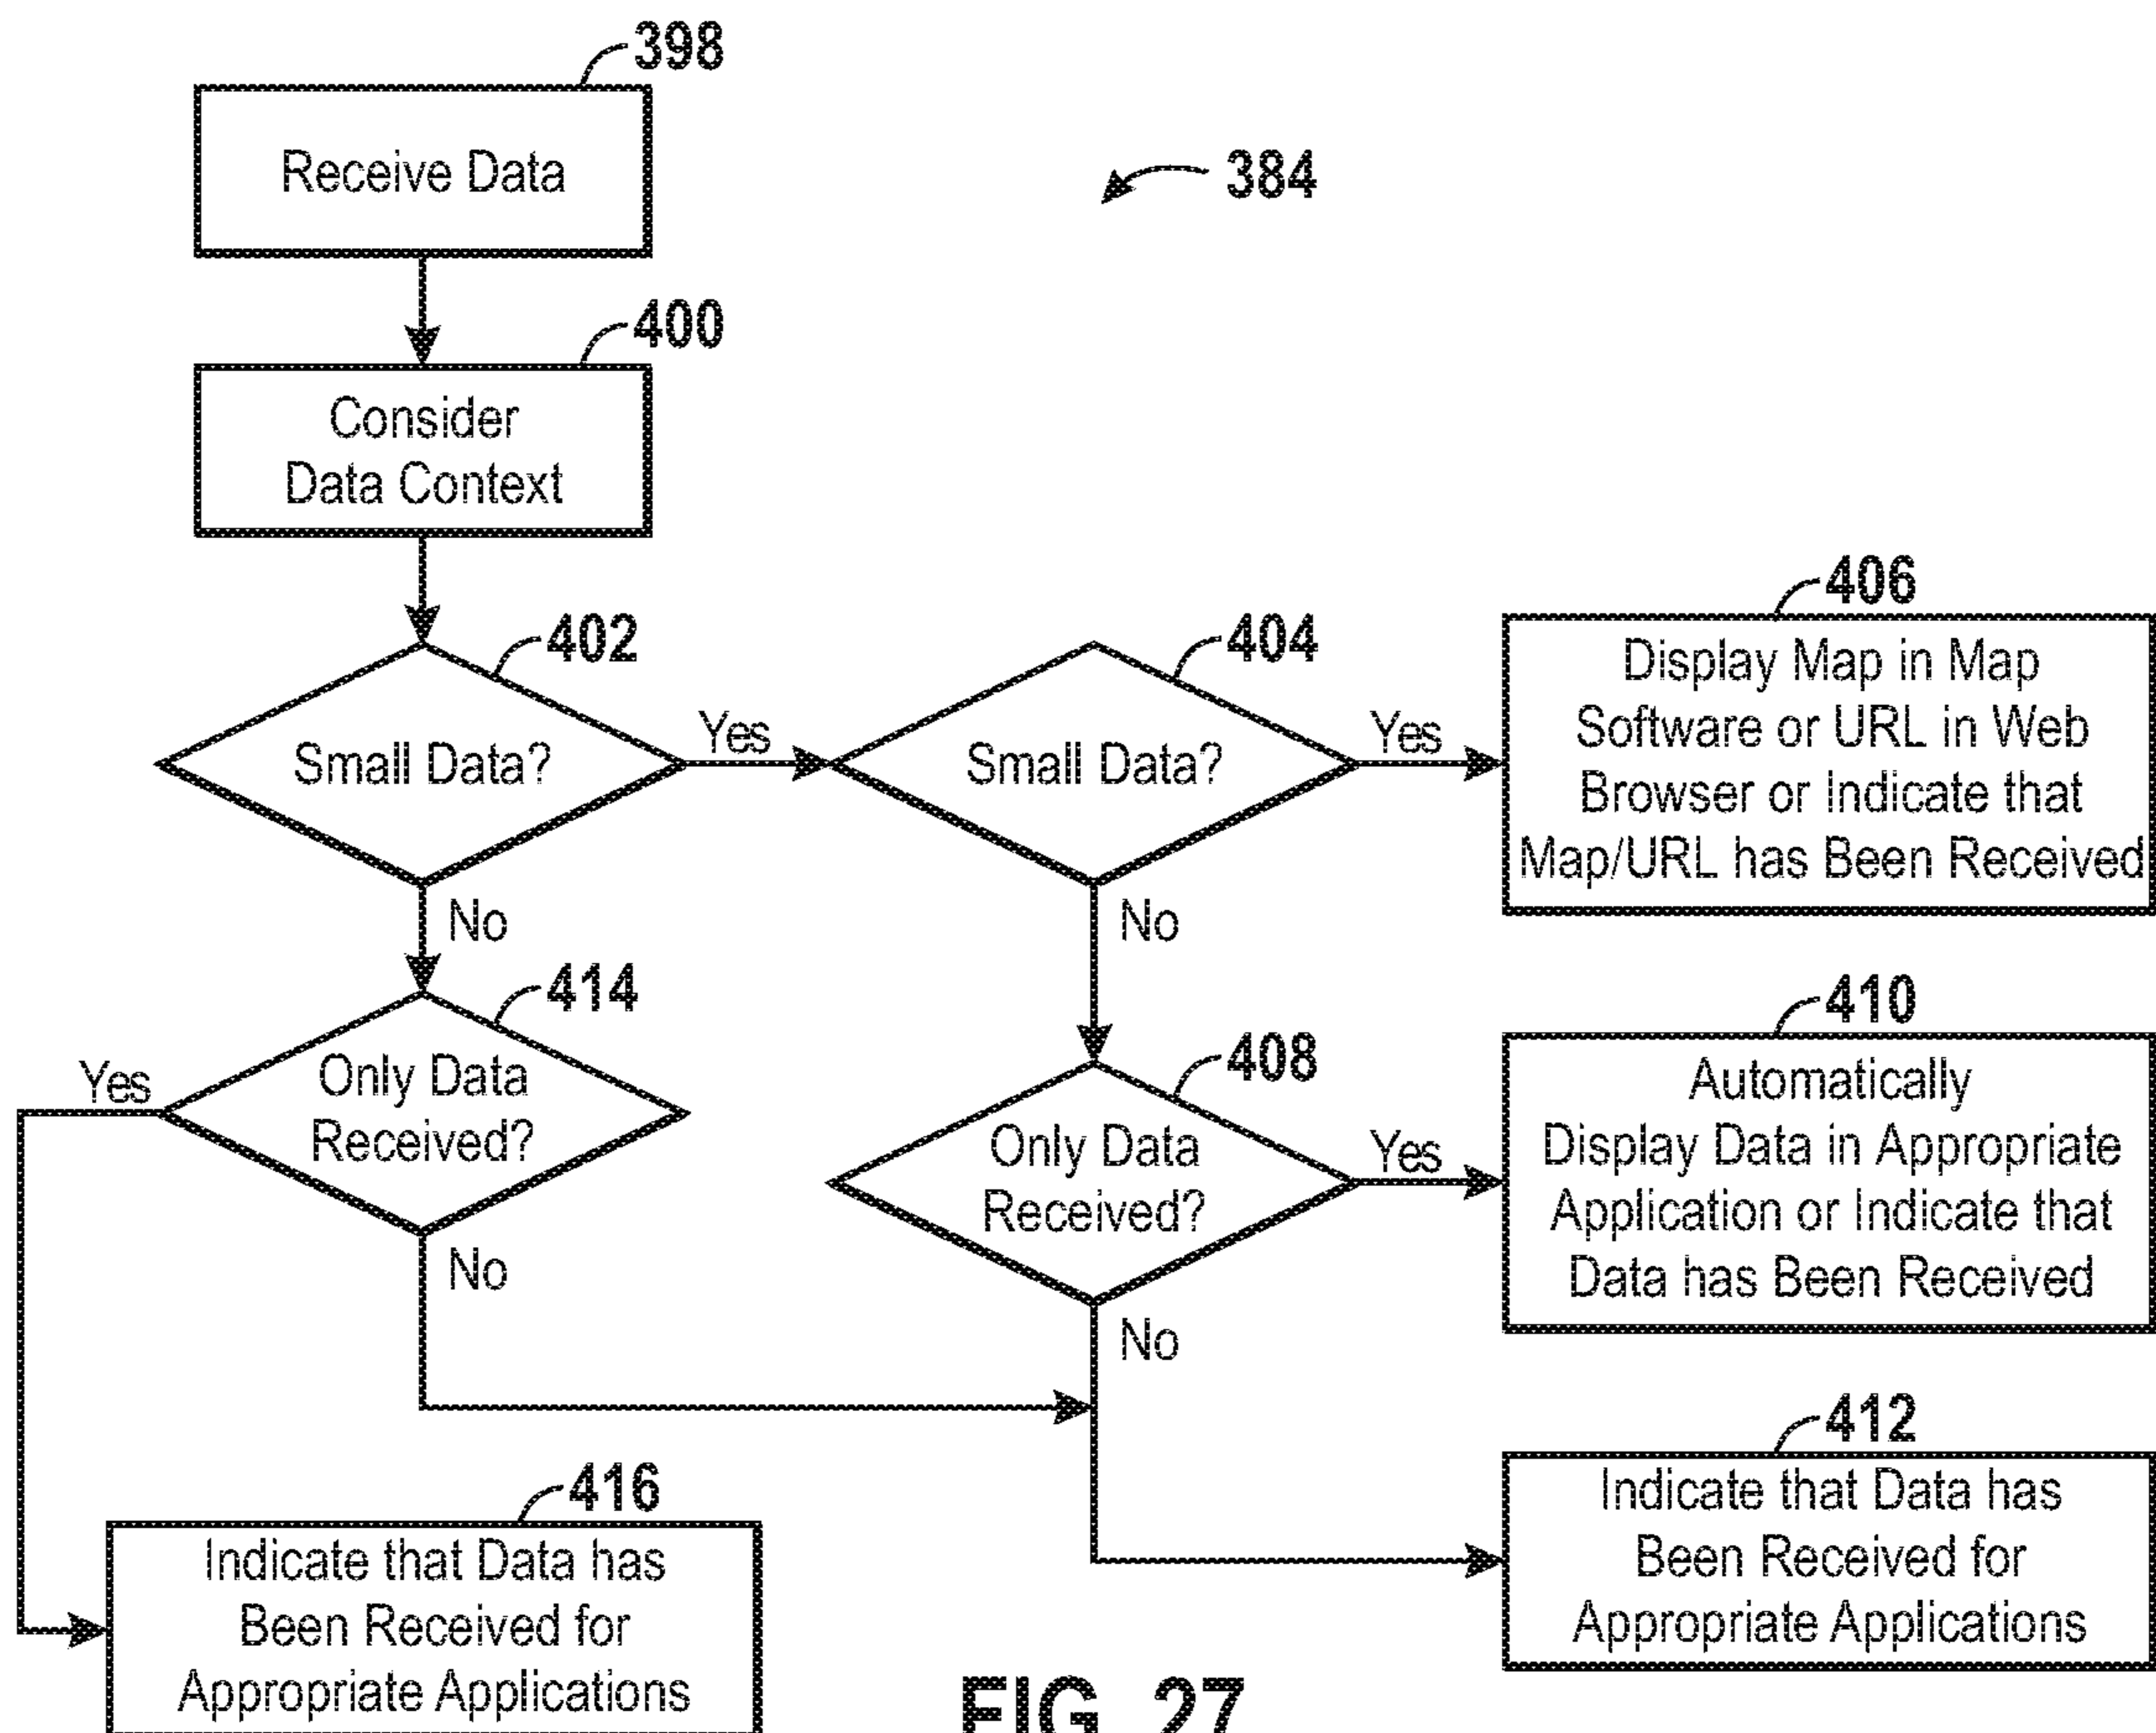 398
Receive Data
384
400
Consider
Data Context
402
Small Data?
Yes
404
Small Data?
Yes
406
Display Map in Map
Software or URL in Web
Browser or Indicate that
Map/URL has Been Received
No
No
414
Only Data
Received?
Yes
408
Only Data
Received?
Yes
410
Automatically
Display Data in Appropriate
Application or Indicate that
Data has Been Received
No
No
412
Indicate that Data has
Been Received for
Appropriate Applications
416
Indicate that Data has
Been Received for
Appropriate Applications
FIG. 27